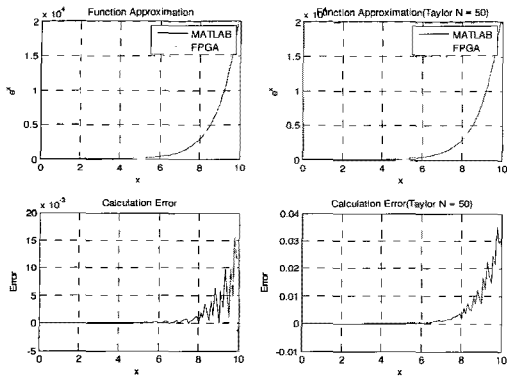 Function Approximation
x 10^4
2
1.5
1
0.5
0
e^x
MATLAB
FPGA
0 2 4 6 8 10
x
Function Approximation(Taylor N = 50)
2
1.5
1
0.5
0
e^x
MATLAB
FPGA
0 2 4 6 8 10
x
Calculation Error
x 10^-3
20
15
10
5
0
-5
Error
0 2 4 6 8 10
x
Calculation Error(Taylor N = 50)
0.04
0.03
0.02
0.01
0
-0.01
Error
0 2 4 6 8 10
x